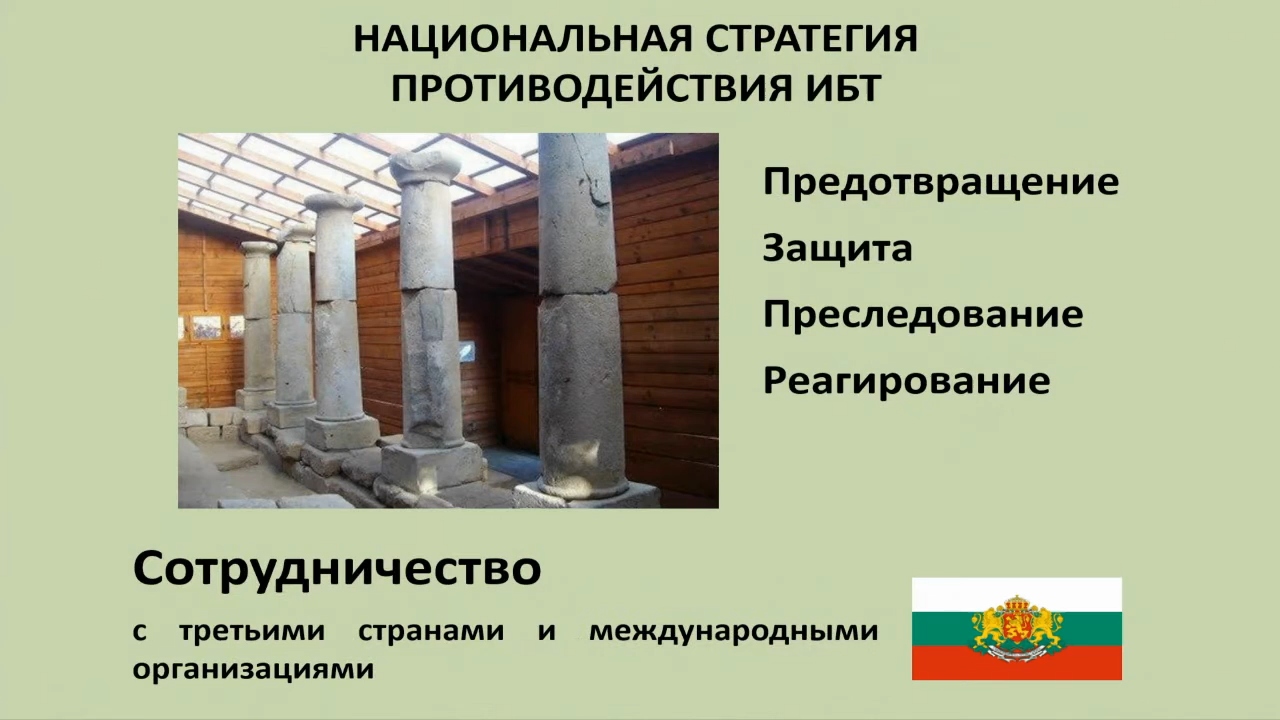 НАЦИОНАЛЬНАЯ СТРАТЕГИЯ
ПРОТИВОДЕЙСТВИЯ ИБТ
Предотвращение
Защита
Преследование
Реагирование
Сотрудничество
с третьими странами и международными
организациями